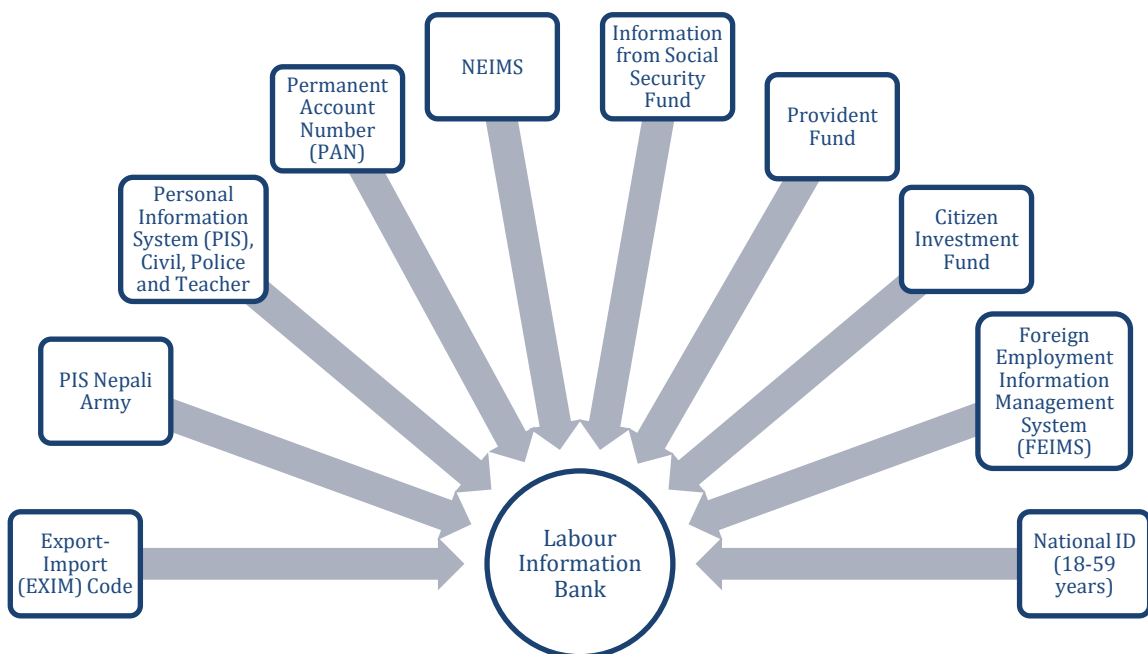 Export-
Import
(EXIM) Code
PIS Nepali
Army
Personal
Information
System (PIS),
Civil, Police
and Teacher
Permanent
Account
Number
(PAN)
NEIMS
Information
from Social
Security
Fund
Provident
Fund
Citizen
Investment
Fund
Foreign
Employment
Information
Management
System
(FEIMS)
National ID
(18-59
years)
Labour
Information
Bank